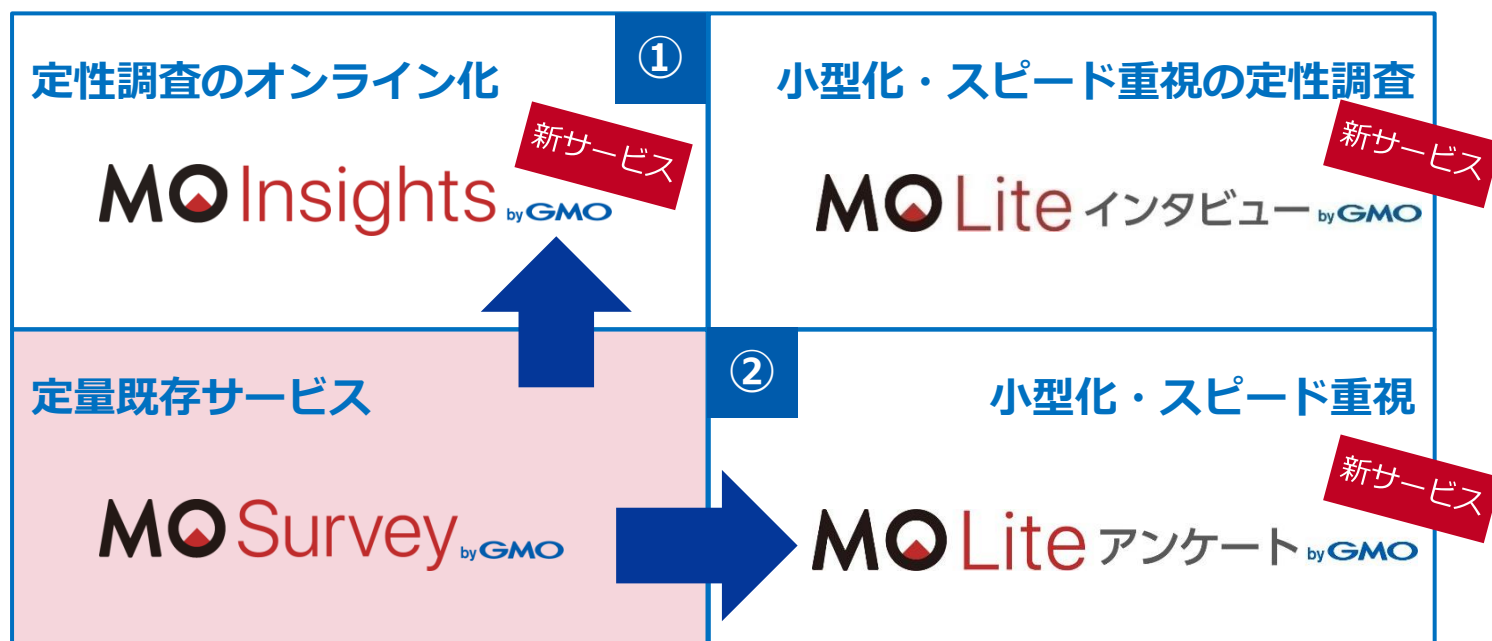 定性調査のオンライン化
①
新サービス
MO Insights by GMO
小型化・スピード重視の定性調査
新サービス
MO Lite インタビュー by GMO
定量既存サービス
MO Survey by GMO
②
小型化・スピード重視
新サービス
MO Lite アンケート by GMO